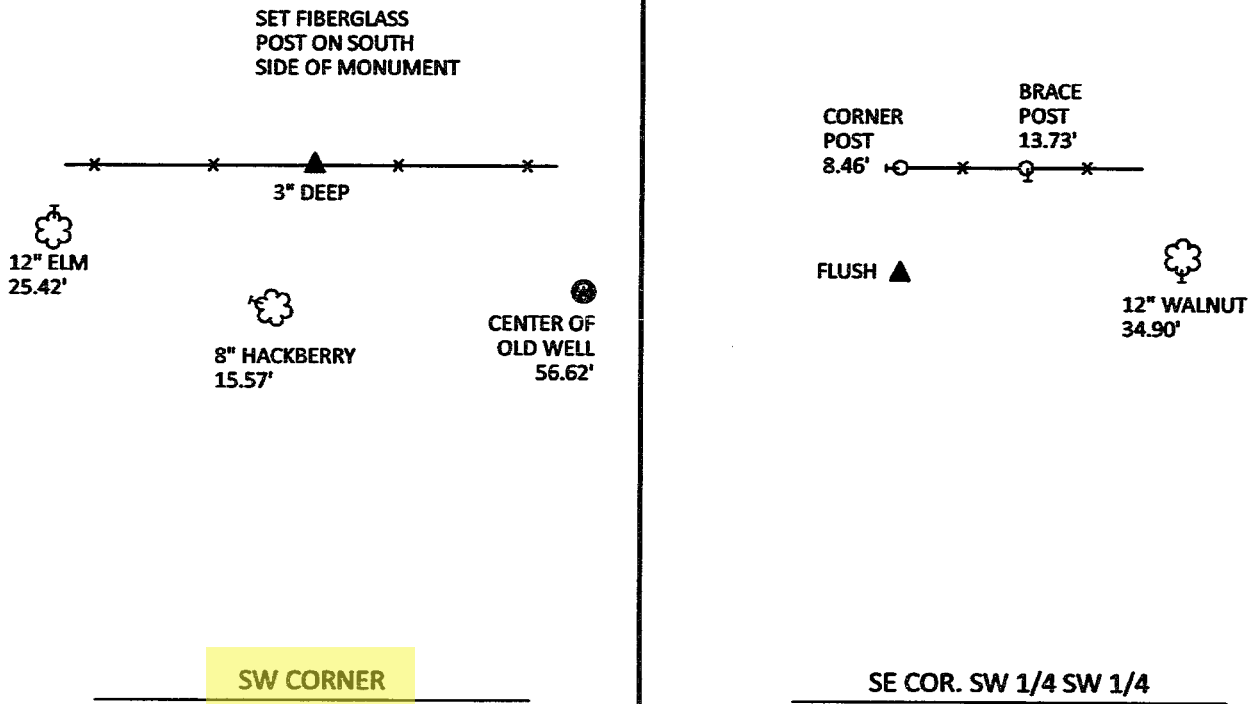 SET FIBERGLASS
POST ON SOUTH
SIDE OF MONUMENT
3" DEEP
12" ELM
25.42'
8" HACKBERRY
15.57'
CENTER OF
OLD WELL
56.62'
SW CORNER
CORNER
POST
8.46'
BRACE
POST
13.73'
FLUSH
12" WALNUT
34.90'
SE COR. SW 1/4 SW 1/4